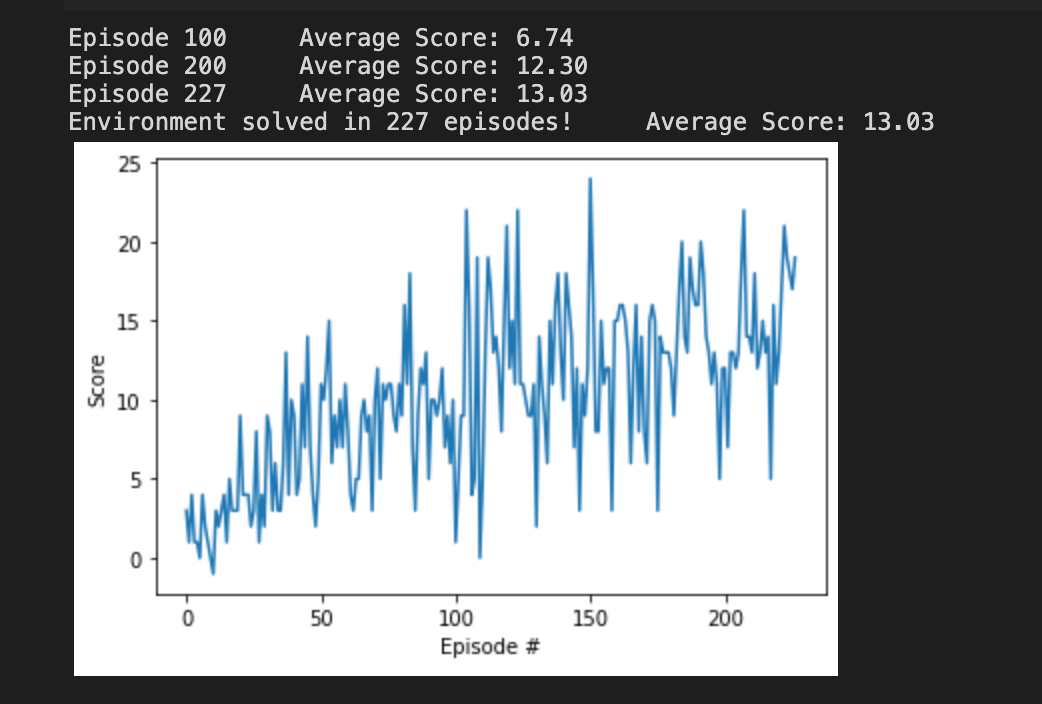 Episode 100 Average Score: 6.74
Episode 200 Average Score: 12.30
Episode 227 Average Score: 13.03
Environment solved in 227 episodes! Average Score: 13.03
25
20
15
10
5
0
Score
0 50 100 150 200
Episode #